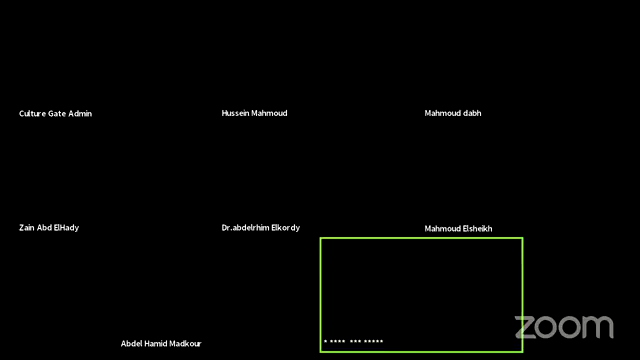 Culture Gate Admin
Hussein Mahmoud
Mahmoud dabh
Zain Abd ElHady
Dr.abdelrhim Elkordy
Mahmoud Elsheikh
Abdel Hamid Madkour
zoom